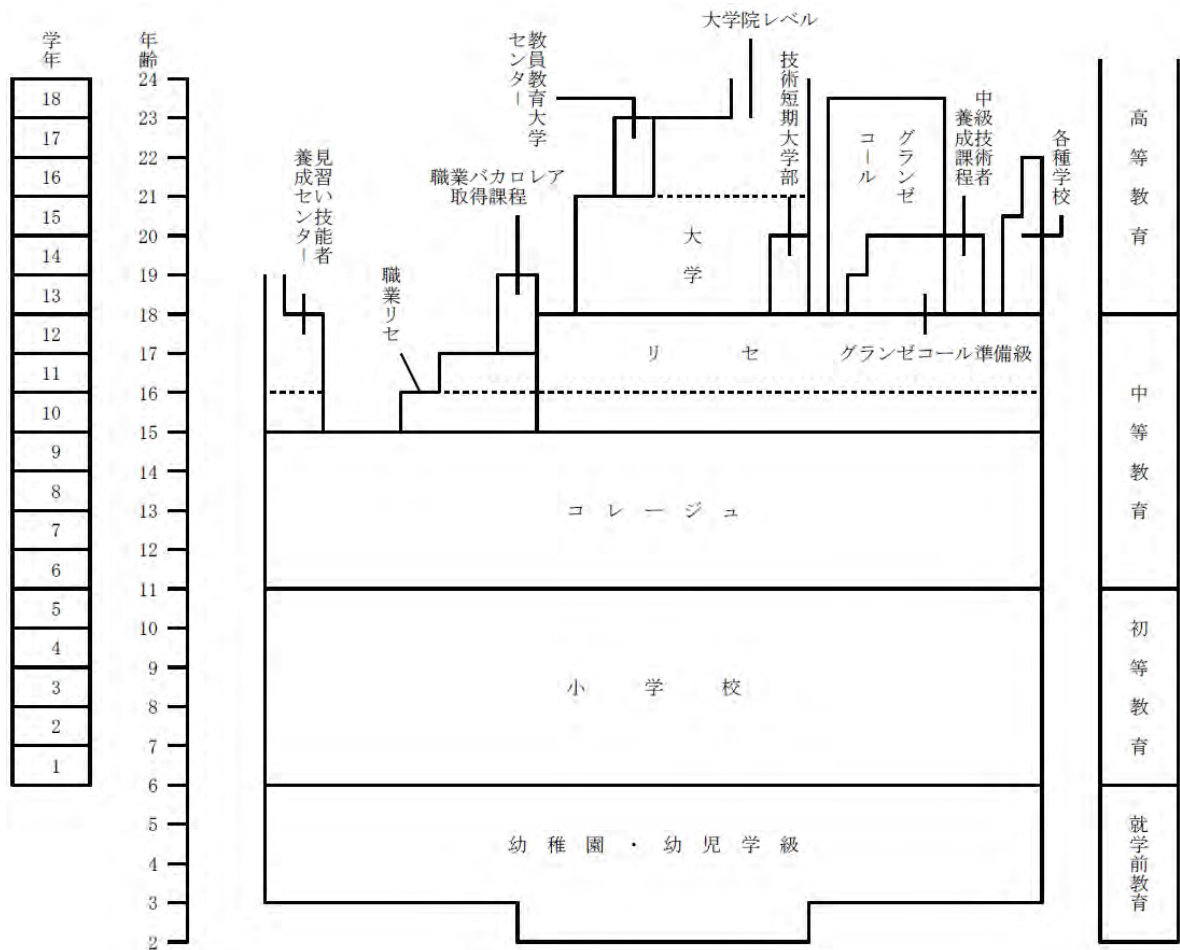 学年
年齢
24
23
22
21
20
19
18
17
16
15
14
13
12
11
10
9
8
7
6
5
4
3
2
18
17
16
15
14
13
12
11
10
9
8
7
6
5
4
3
2
1
大学院レベル
教員教育大学
センター
技術短期大学部
中級技術者
養成課程
グランゼ
コール
各種学校
見習い技能者
養成センター
職業バカロレア
取得課程
職業リセ
大学
リセ
グランゼコール準備級
コレージュ
小学校
幼稚園・幼児学級
高等教育
中等教育
初等教育
就学前教育